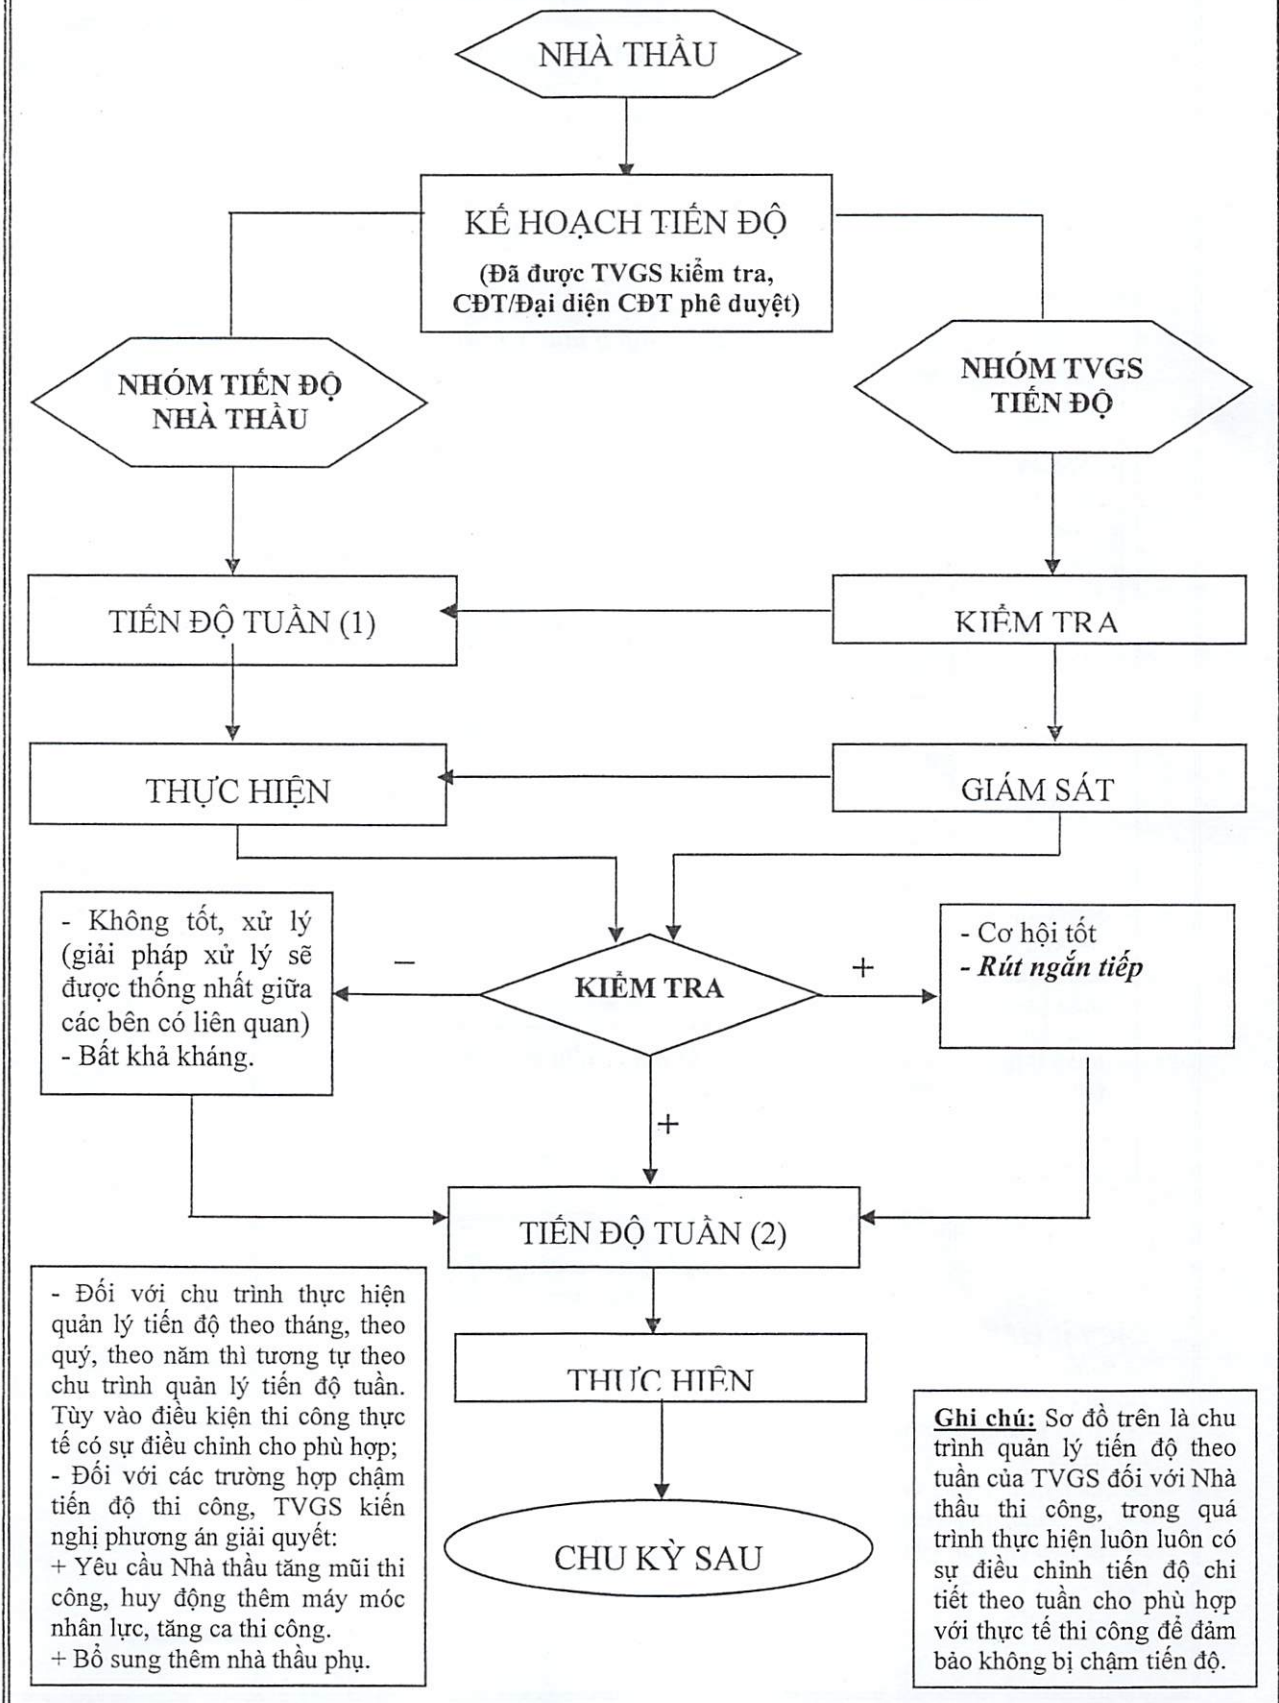 NHÀ THẦU
KẾ HOẠCH TIẾN ĐỘ
(Đã được TVGS kiểm tra,
CĐT/Đại diện CĐT phê duyệt)
NHÓM TIẾN ĐỘ
NHÀ THẦU
NHÓM TVGS
TIẾN ĐỘ
TIẾN ĐỘ TUẦN (1)
KIỂM TRA
THỰC HIỆN
GIÁM SÁT
- Không tốt, xử lý
(giải pháp xử lý sẽ
được thống nhất giữa
các bên có liên quan)
- Bất khả kháng.
–
KIỂM TRA
+
- Cơ hội tốt
- Rút ngắn tiếp
+
TIẾN ĐỘ TUẦN (2)
THỰC HIỆN
CHU KỲ SAU
- Đối với chu trình thực hiện
quản lý tiến độ theo tháng, theo
quý, theo năm thì tương tự theo
chu trình quản lý tiến độ tuần.
Tùy vào điều kiện thi công thực
tế có sự điều chỉnh cho phù hợp;
- Đối với các trường hợp chậm
tiến độ thi công, TVGS kiến
nghị phương án giải quyết:
+ Yêu cầu Nhà thầu tăng mũi thi
công, huy động thêm máy móc
nhân lực, tăng ca thi công.
+ Bổ sung thêm nhà thầu phụ.
Ghi chú: Sơ đồ trên là chu
trình quản lý tiến độ theo
tuần của TVGS đối với Nhà
thầu thi công, trong quá
trình thực hiện luôn luôn có
sự điều chỉnh tiến độ chi
tiết theo tuần cho phù hợp
với thực tế thi công để đảm
bảo không bị chậm tiến độ.